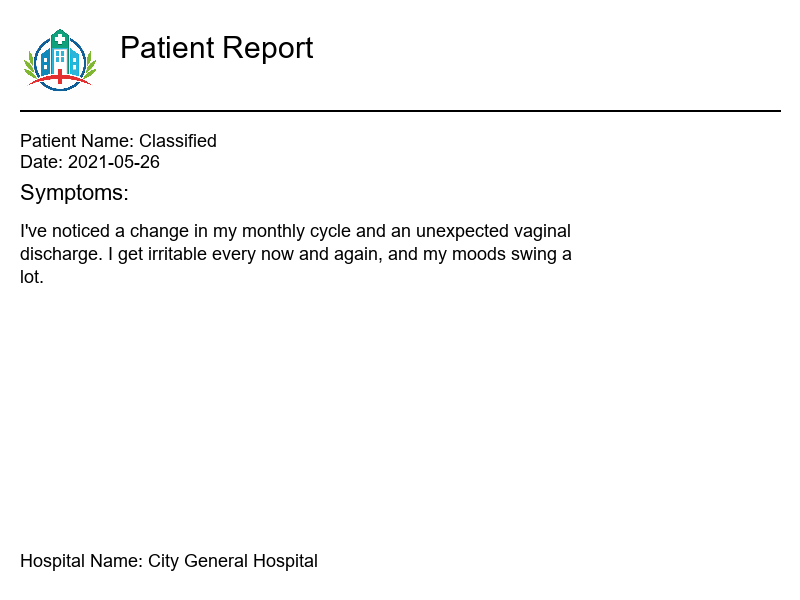 Patient Report
Patient Name: Classified
Date: 2021-05-26
Symptoms:
I've noticed a change in my monthly cycle and an unexpected vaginal
discharge. I get irritable every now and again, and my moods swing a
lot.
Hospital Name: City General Hospital